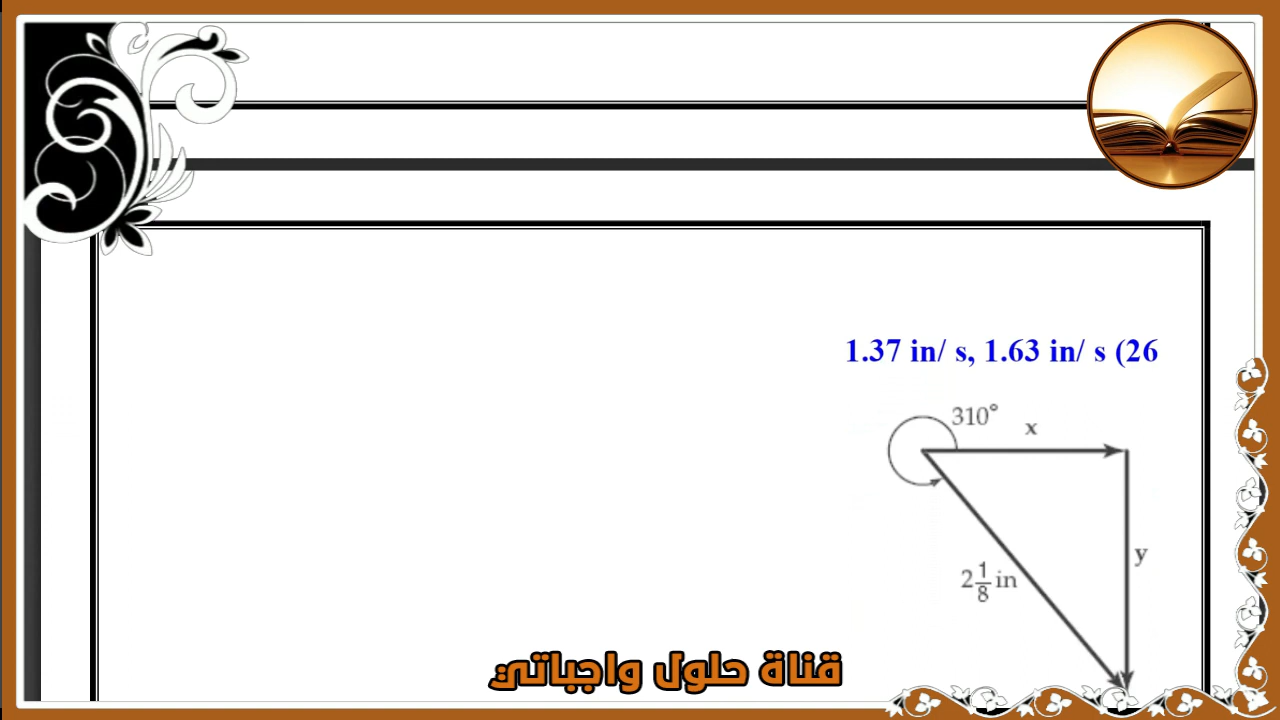 1.37 in/ s, 1.63 in/ s (26
310°
x
y
2 1/8 in
قناة حلول واجباتي